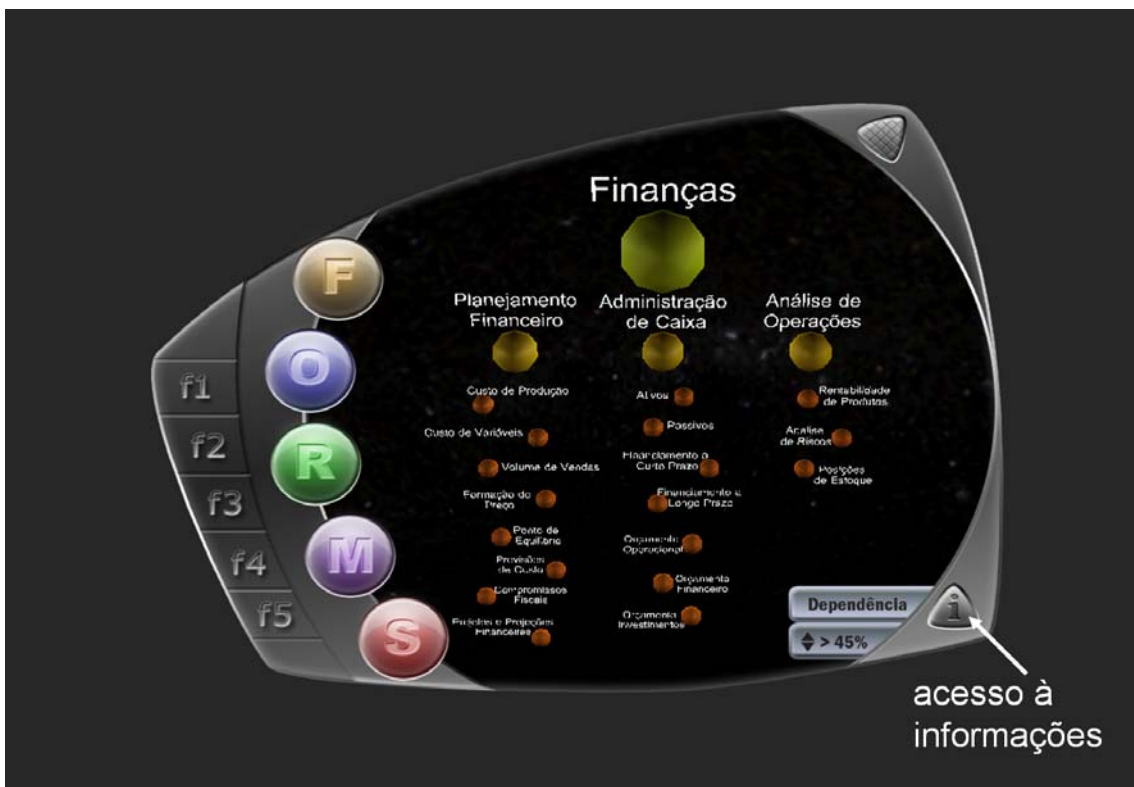 Finanças
F
Planejamento
Financeiro
Administração
de Caixa
Análise de
Operações
O
f1
Custo de Produção
Ativos
Rentabilidade
de Produtos
Custo de Variáveis
Passivos
Análise
de Riscos
f2
R
Volume de Vendas
Financiamento a
Curto Prazo
Posições
de Estoque
f3
Formação do
Preço
Financiamento a
Longo Prazo
Ponto de
Equilíbrio
Orçamento
Operacional
f4
M
Provisões
de Custo
Orçamento
Financeiro
f5
Compromissos
Fiscais
Orçamento
Investimentos
Dependência
i
S
Projeções
Financeiras
> 45%
acesso à
informações